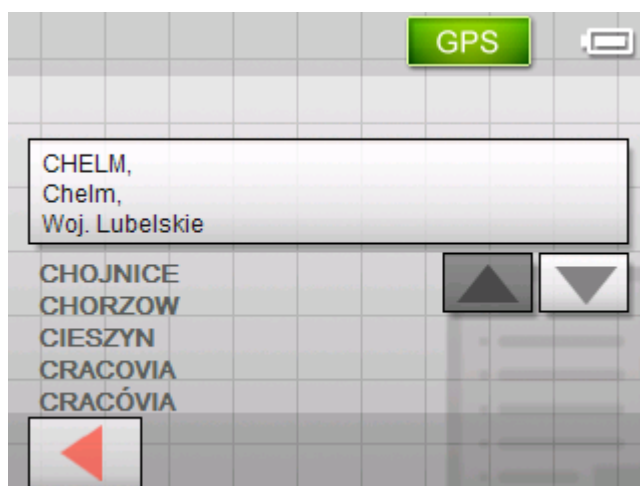 GPS
CHELM,
Chelm,
Woj. Lubelskie
CHOJNICE
CHORZOW
CIESZYN
CRACOVIA
CRACÓVIA